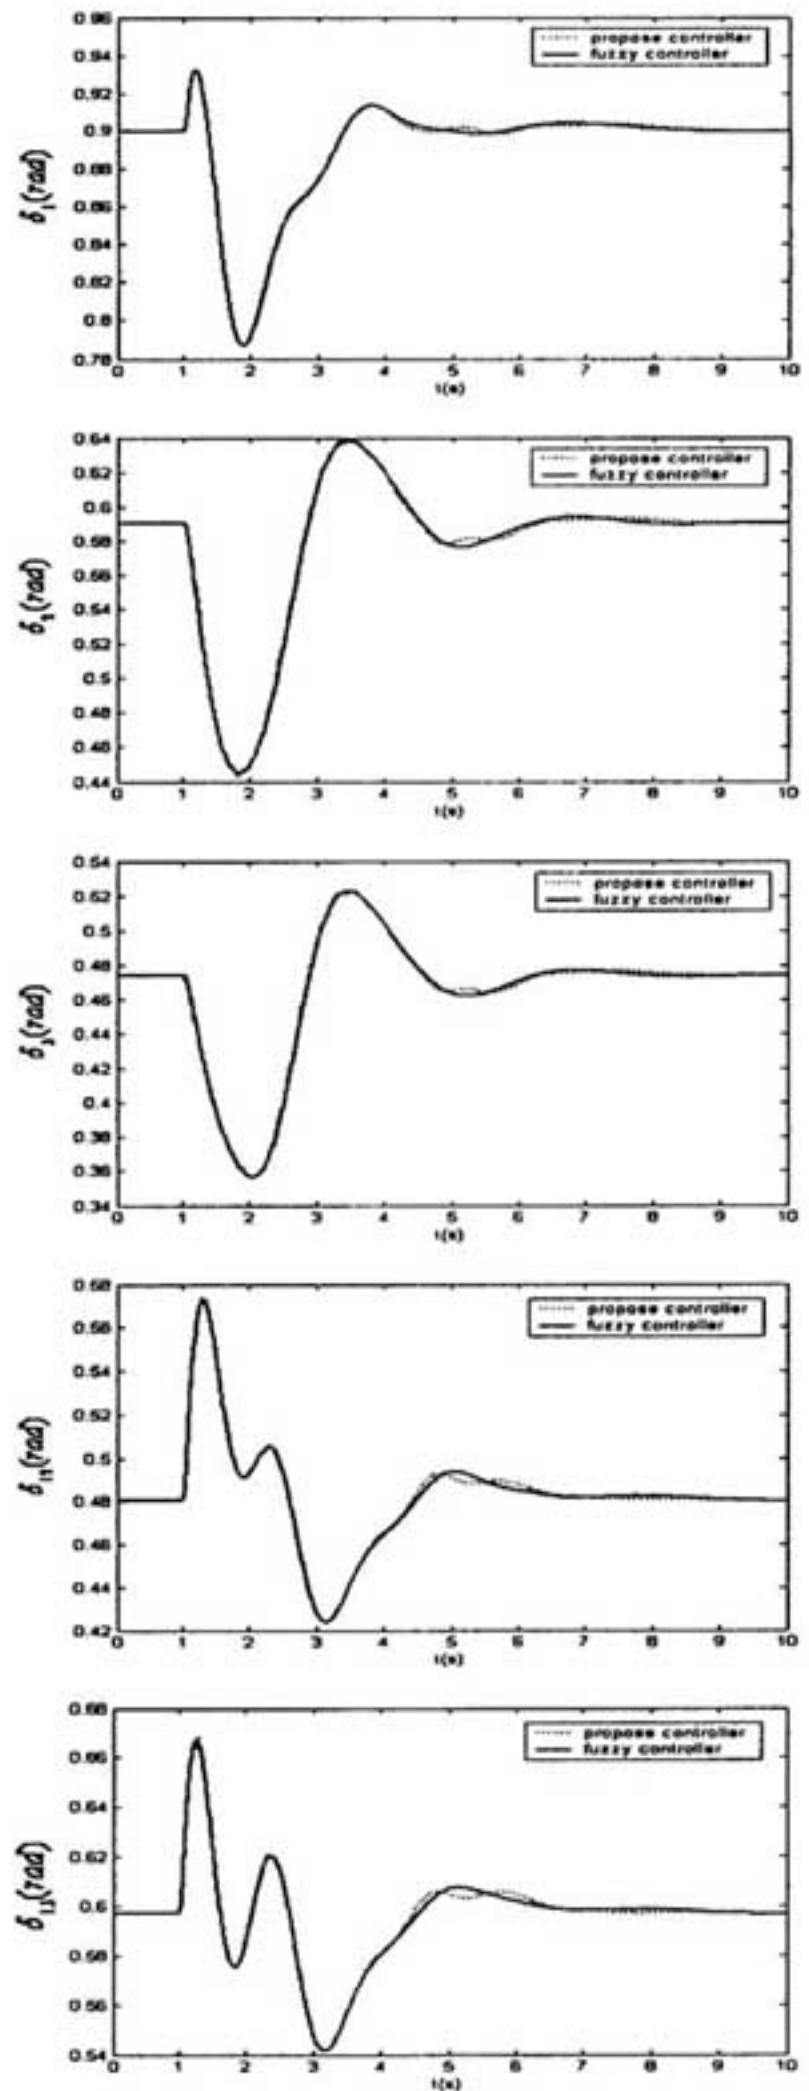 0.96
0.94
0.92
0.9
0.88
0.86
0.84
0.82
0.8
0.78
δ₁(rad)
propose controller
fuzzy controller
0 1 2 3 4 5 6 7 8 9 10
t(s)
0.64
0.62
0.6
0.58
0.56
0.54
0.52
0.5
0.48
0.46
0.44
δ₂(rad)
propose controller
fuzzy controller
0 1 2 3 4 5 6 7 8 9 10
t(s)
0.54
0.52
0.5
0.48
0.46
0.44
0.42
0.4
0.38
0.36
0.34
δ₃(rad)
propose controller
fuzzy controller
0 1 2 3 4 5 6 7 8 9 10
t(s)
0.58
0.56
0.54
0.52
0.5
0.48
0.46
0.44
0.42
δ₁₂(rad)
propose controller
fuzzy controller
0 1 2 3 4 5 6 7 8 9 10
t(s)
0.68
0.66
0.64
0.62
0.6
0.58
0.56
0.54
δ₁₃(rad)
propose controller
fuzzy controller
0 1 2 3 4 5 6 7 8 9 10
t(s)